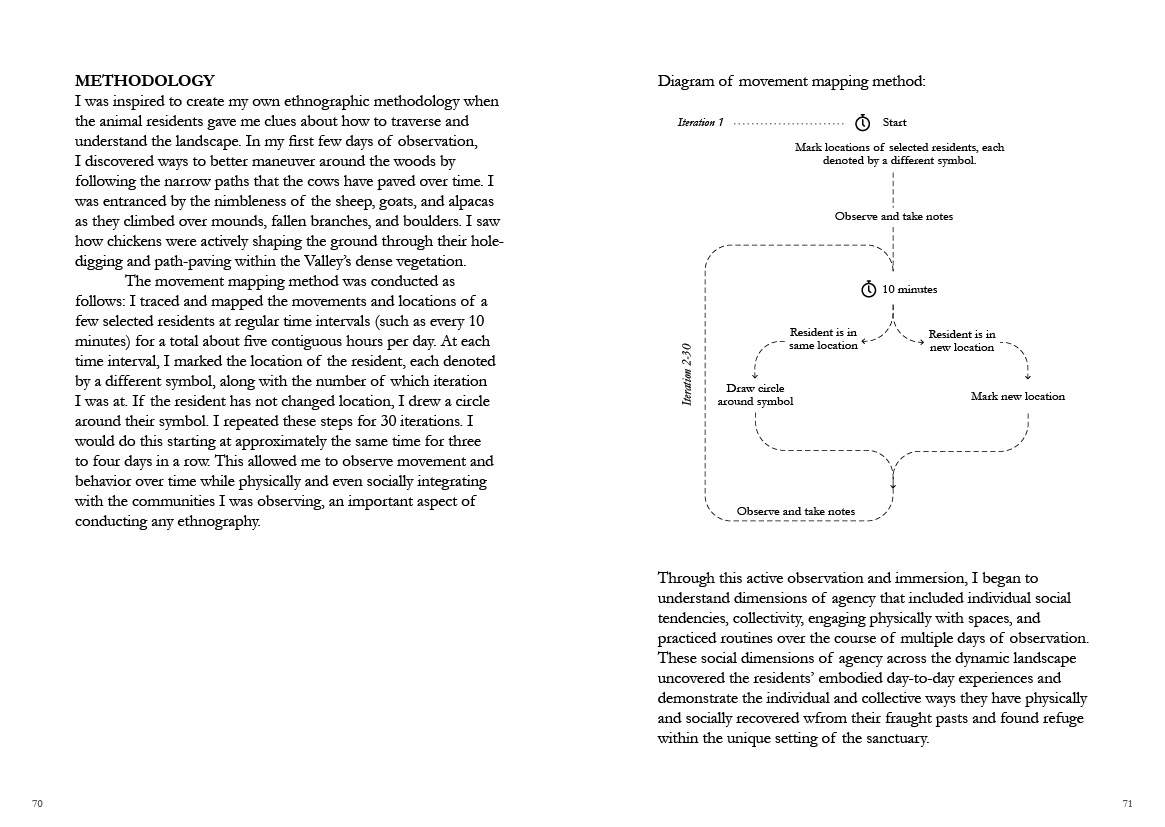 METHODOLOGY
I was inspired to create my own ethnographic methodology when
the animal residents gave me clues about how to traverse and
understand the landscape. In my first few days of observation,
I discovered ways to better maneuver around the woods by
following the narrow paths that the cows have paved over time. I
was entranced by the nimbleness of the sheep, goats, and alpacas
as they climbed over mounds, fallen branches, and boulders. I saw
how chickens were actively shaping the ground through their hole-
digging and path-paving within the Valley's dense vegetation.
The movement mapping method was conducted as
follows: I traced and mapped the movements and locations of a
few selected residents at regular time intervals (such as every 10
minutes) for a total about five contiguous hours per day. At each
time interval, I marked the location of the resident, each denoted
by a different symbol, along with the number of which iteration
I was at. If the resident has not changed location, I drew a circle
around their symbol. I repeated these steps for 30 iterations. I
would do this starting at approximately the same time for three
to four days in a row. This allowed me to observe movement and
behavior over time while physically and even socially integrating
with the communities I was observing, an important aspect of
conducting any ethnography.
70
Diagram of movement mapping method:
Iteration 1
Start
Mark locations of selected residents, each
denoted by a different symbol.
Observe and take notes
10 minutes
Resident is in
same location
Resident is in
new location
Iteration 2-30
Draw circle
around symbol
Mark new location
Observe and take notes
Through this active observation and immersion, I began to
understand dimensions of agency that included individual social
tendencies, collectivity, engaging physically with spaces, and
practiced routines over the course of multiple days of observation.
These social dimensions of agency across the dynamic landscape
uncovered the residents' embodied day-to-day experiences and
demonstrate the individual and collective ways they have physically
and socially recovered wfrom their fraught pasts and found refuge
within the unique setting of the sanctuary.
71